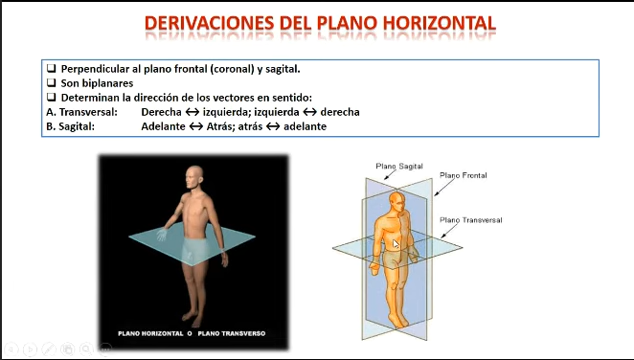 DERIVACIONES DEL PLANO HORIZONTAL
❑ Perpendicular al plano frontal (coronal) y sagital.
❑ Son biplanares
❑ Determinan la dirección de los vectores en sentido:
A. Transversal: Derecha ↔ izquierda; izquierda ↔ derecha
B. Sagital: Adelante ↔ Atrás; atrás ↔ adelante
Plano Sagital
Plano Frontal
Plano Transversal
PLANO HORIZONTAL O PLANO TRANSVERSO